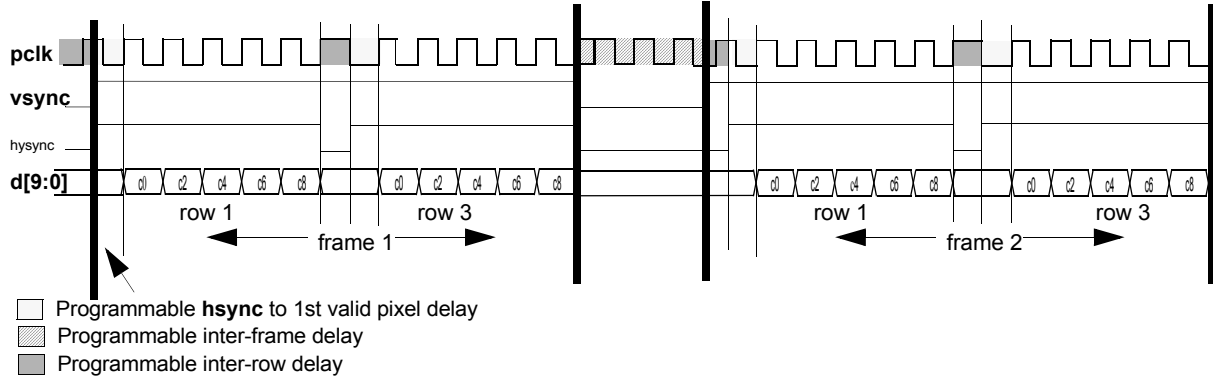 pclk
vsync
hysync
d[9:0] c0 c2 c4 c6 c8 c0 c2 c4 c6 c8 c0 c2 c4 c6 c8 c0 c2 c4 c6 c8
row 1 row 3 row 1 row 3
frame 1 frame 2
Programmable hsync to 1st valid pixel delay
Programmable inter-frame delay
Programmable inter-row delay